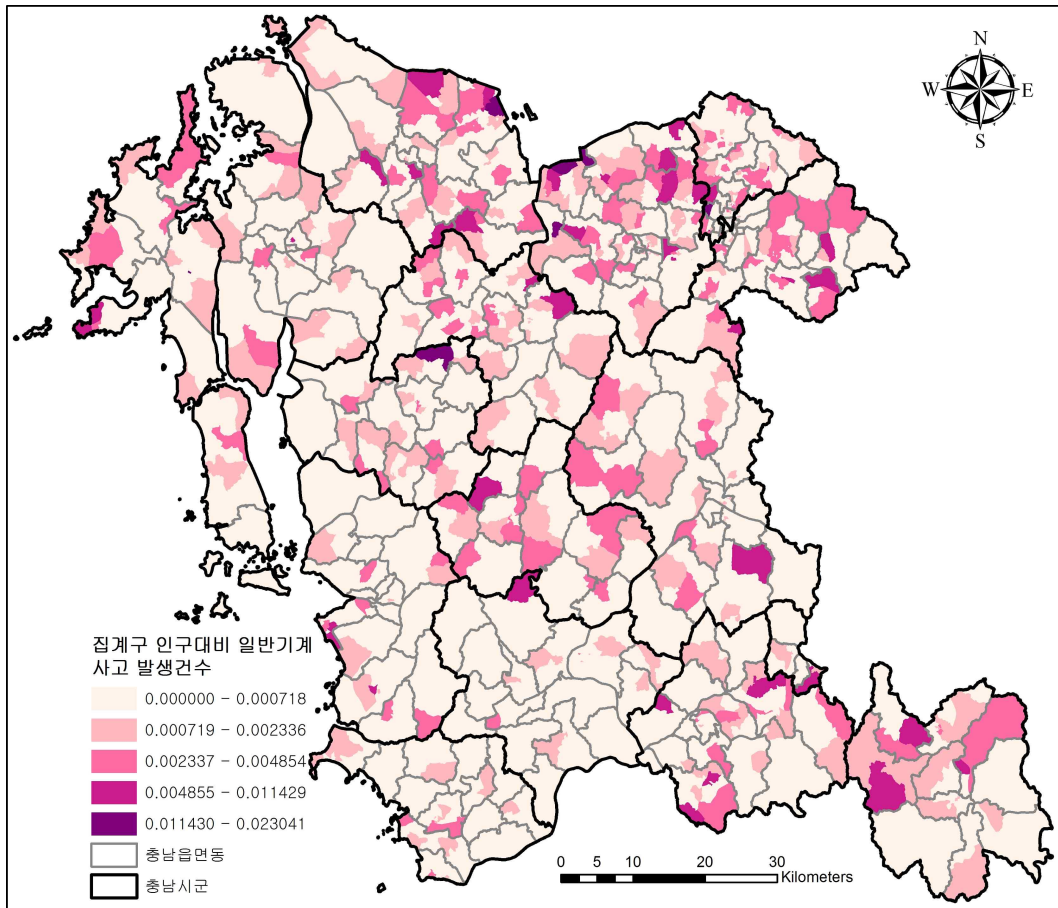 N
W E
S
집계구 인구대비 일반기계
사고 발생건수
0.000000 - 0.000718
0.000719 - 0.002336
0.002337 - 0.004854
0.004855 - 0.011429
0.011430 - 0.023041
충남읍면동
충남시군
0 5 10 20 30
Kilometers